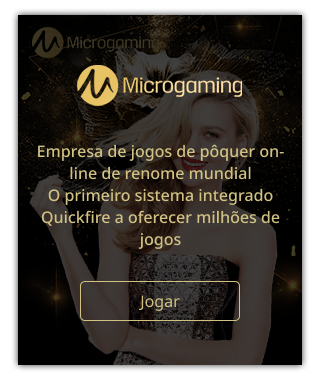 Microgaming
Microgaming
Empresa de jogos de pôquer on-
line de renome mundial
O primeiro sistema integrado
Quickfire a oferecer milhões de
jogos
Jogar